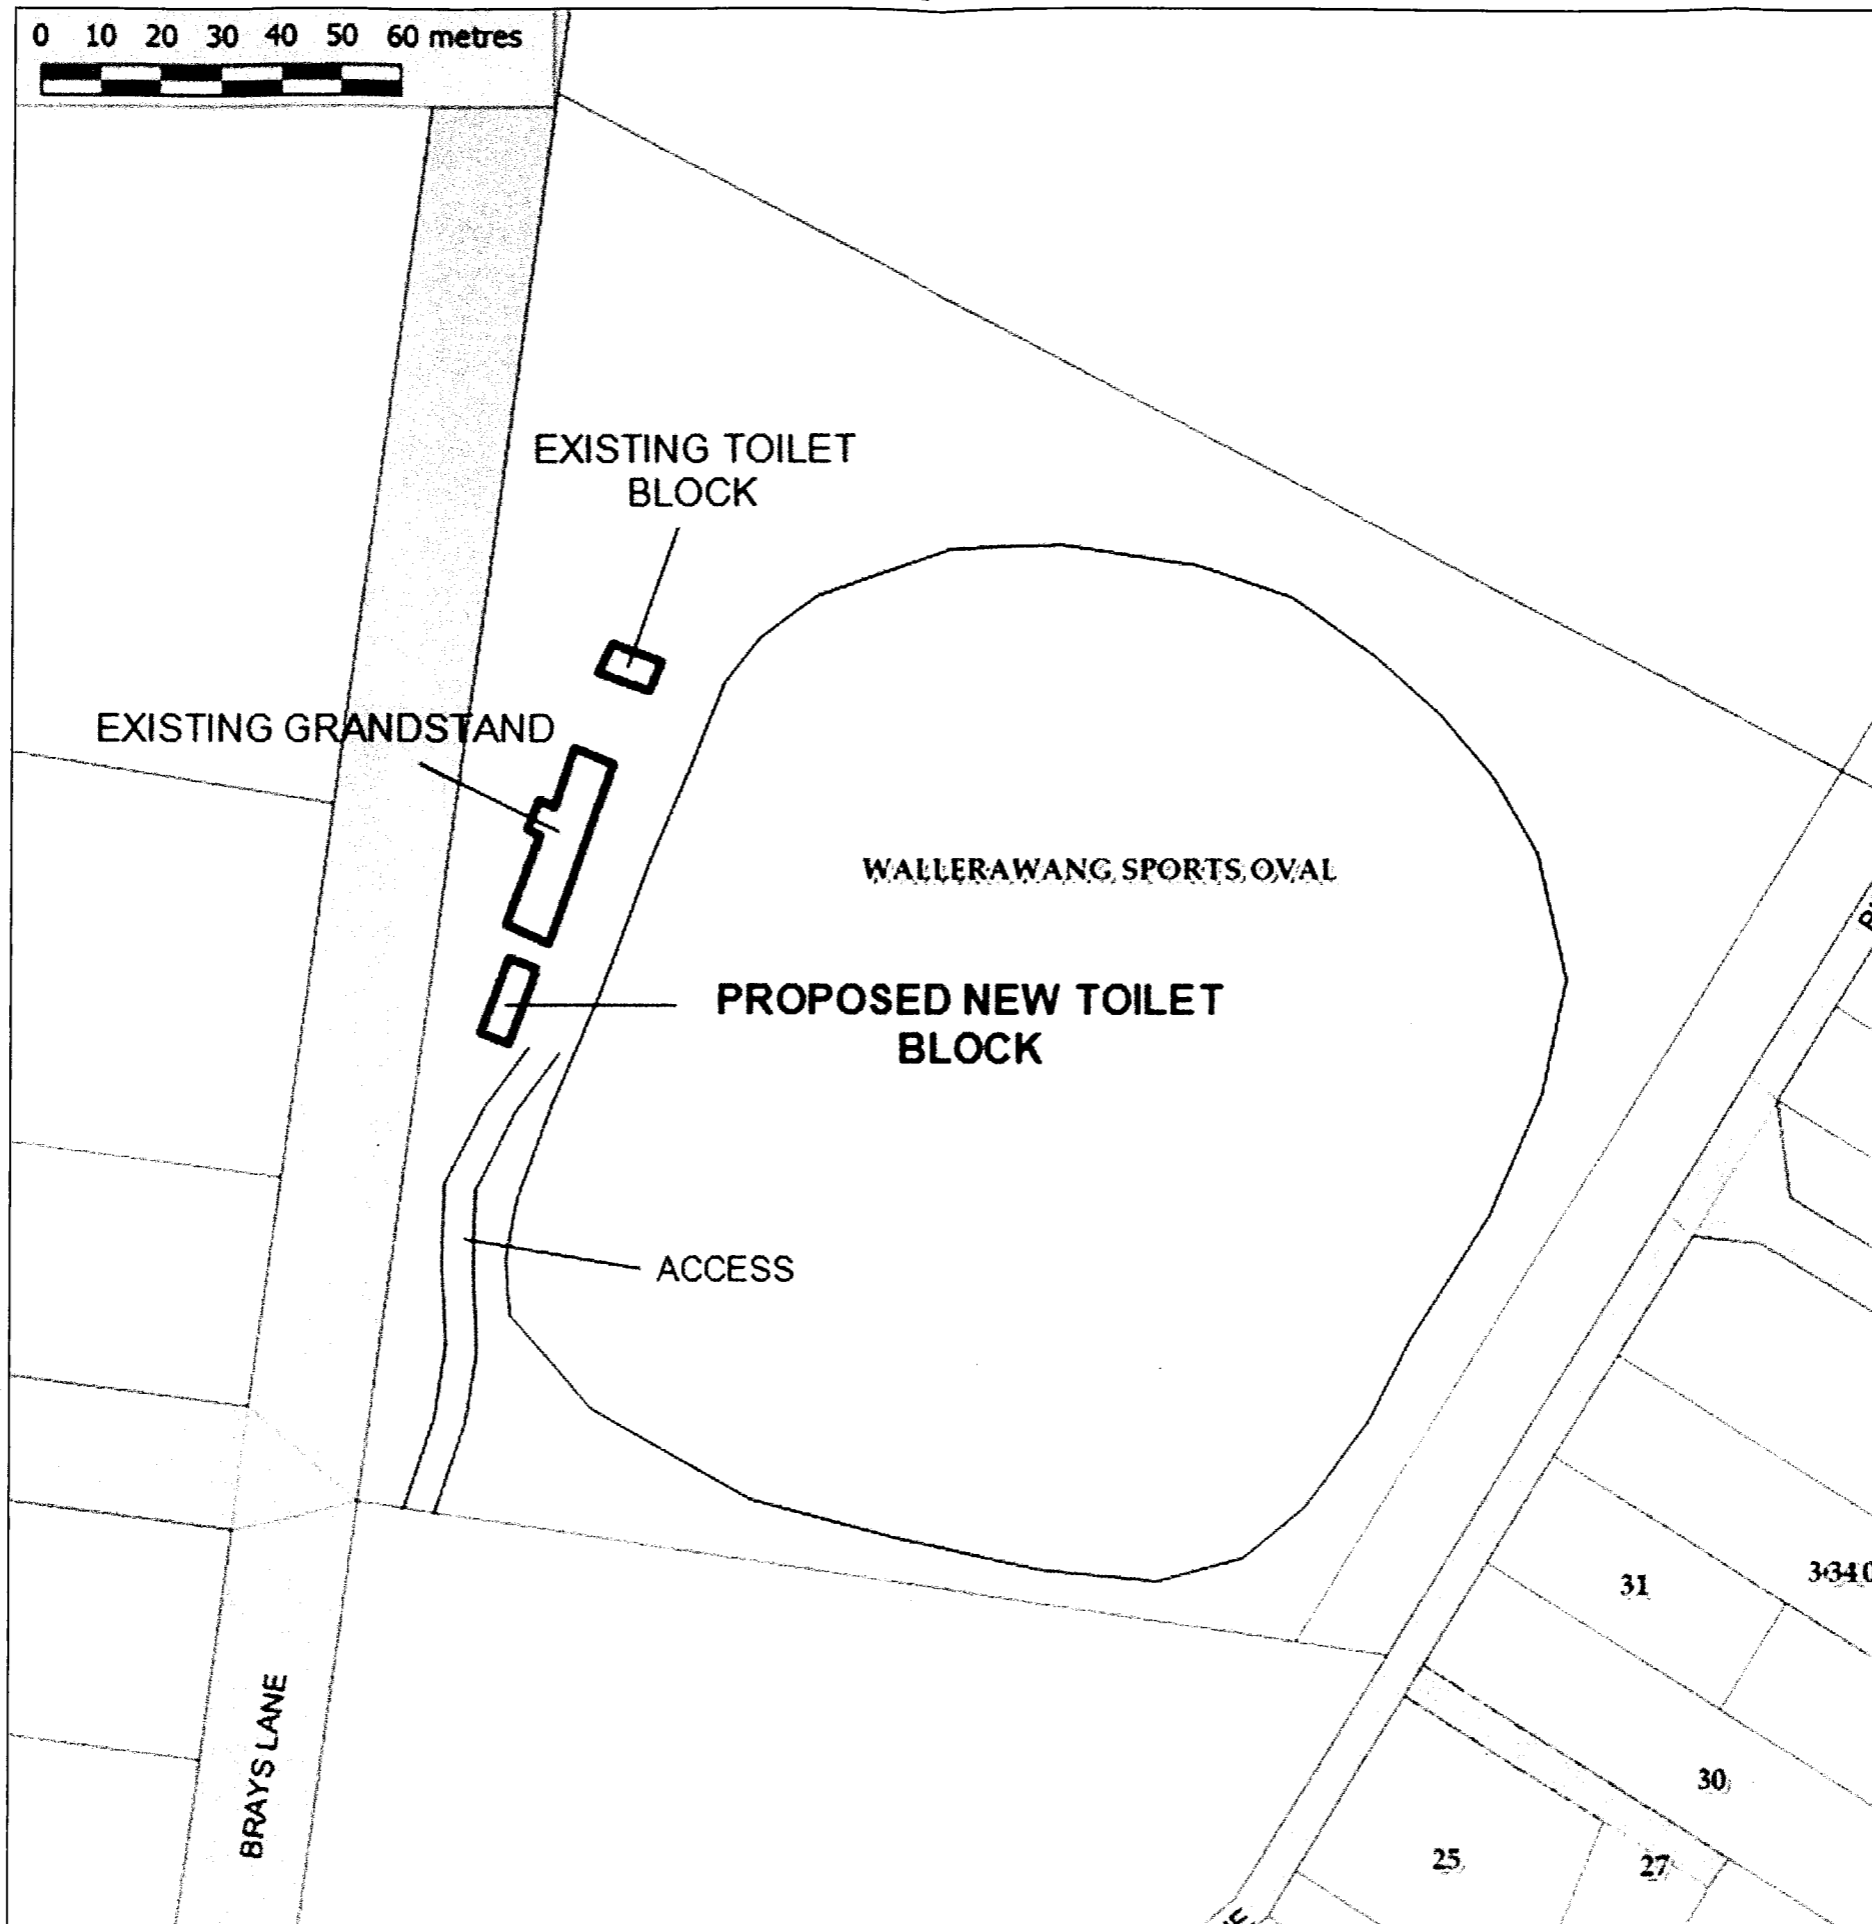 0 10 20 30 40 50 60 metres
EXISTING TOILET
BLOCK
EXISTING GRANDSTAND
WALLERAWANG SPORTS OVAL
PROPOSED NEW TOILET
BLOCK
ACCESS
31
30
25
27
BRAYS LANE